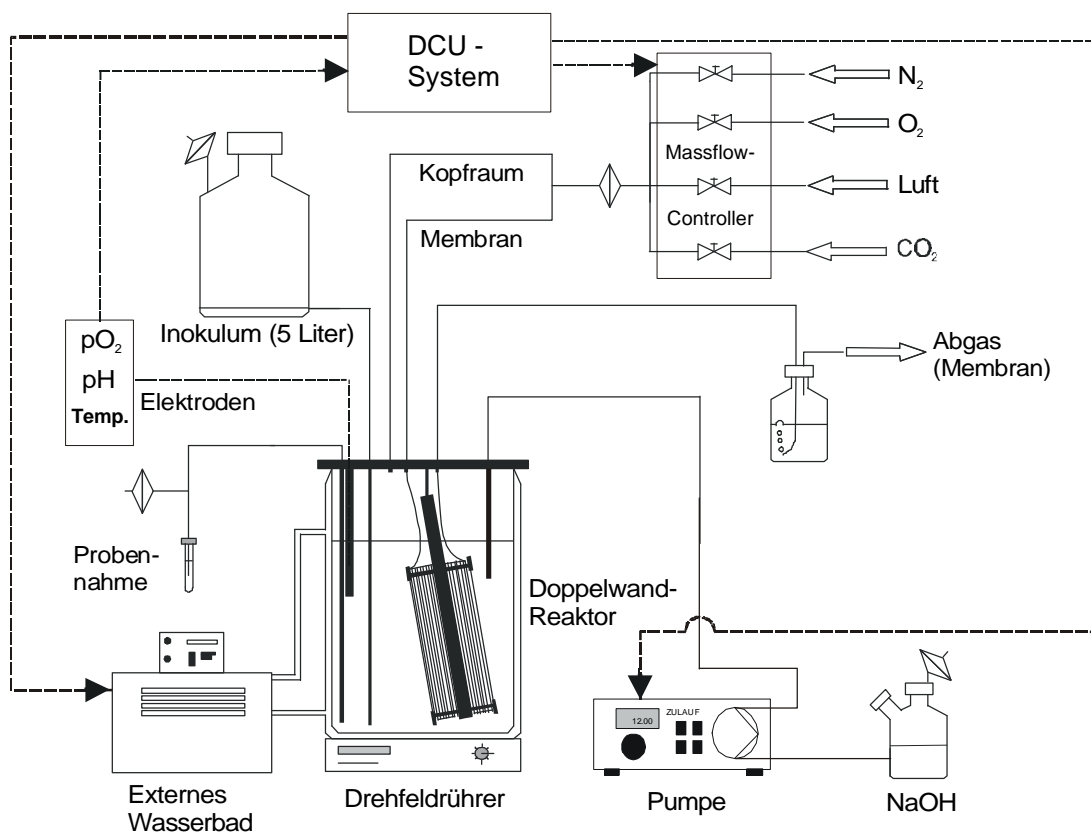 DCU -
System
N₂
O₂
Massflow-
Luft
Controller
CO₂
Kopfraum
Membran
Inokulum (5 Liter)
pO₂
pH
Temp.
Elektroden
Abgas
(Membran)
Proben-
nahme
Doppelwand-
Reaktor
ZULAUF
12.00
Externes
Wasserbad
Drehfeldrührer
Pumpe
NaOH